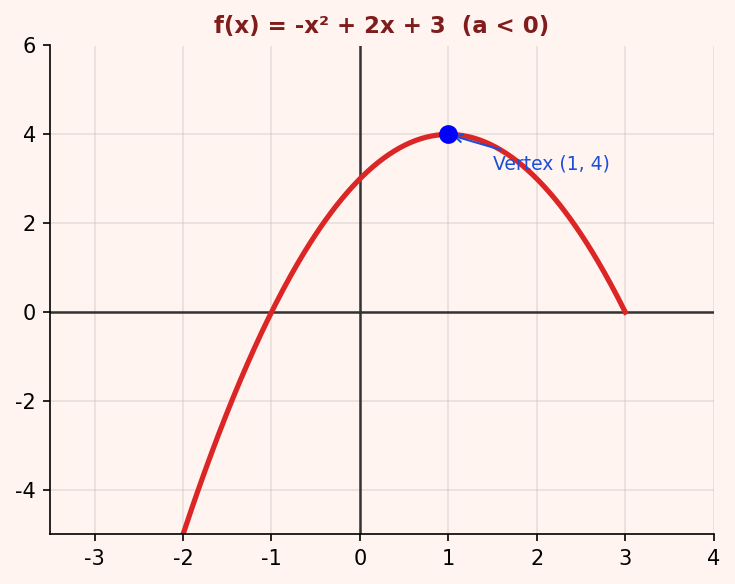 f(x) = -x² + 2x + 3 (a < 0)
6
4
Vertex (1, 4)
2
0
-2
-4
-3 -2 -1 0 1 2 3 4